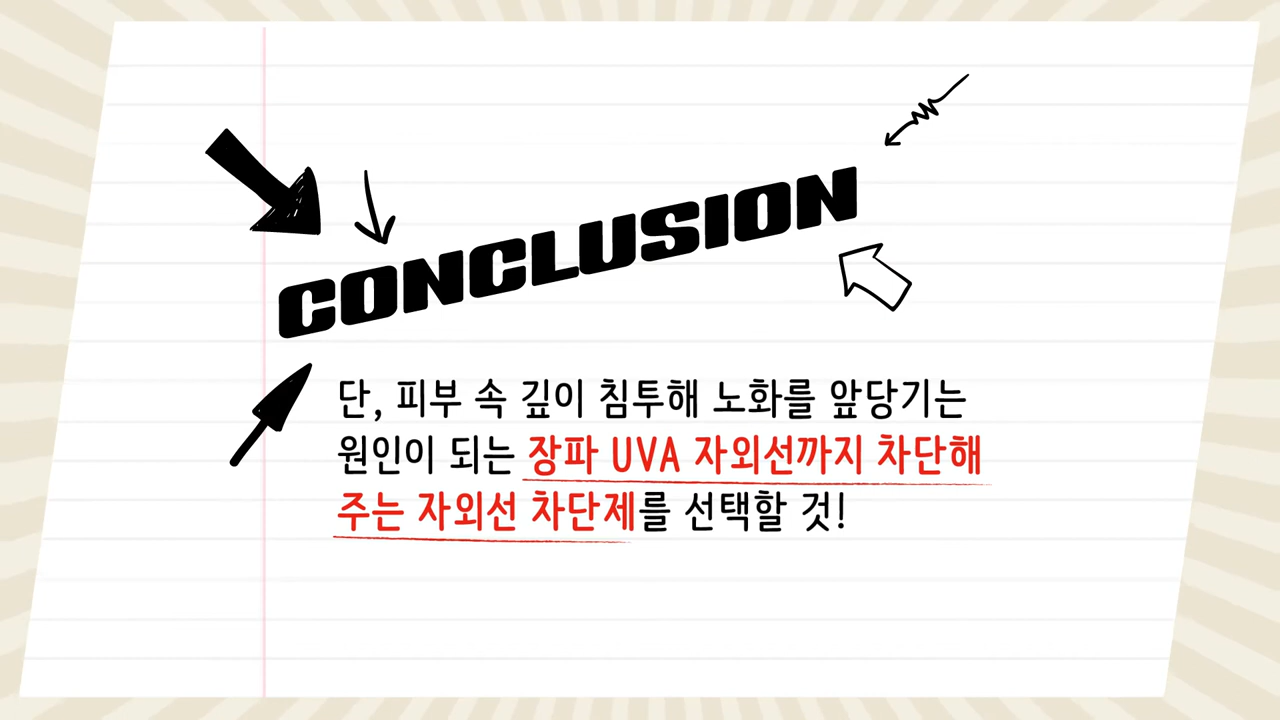 CONCLUSION
단, 피부 속 깊이 침투해 노화를 앞당기는
원인이 되는 장파 UVA 자외선까지 차단해
주는 자외선 차단제를 선택할 것!